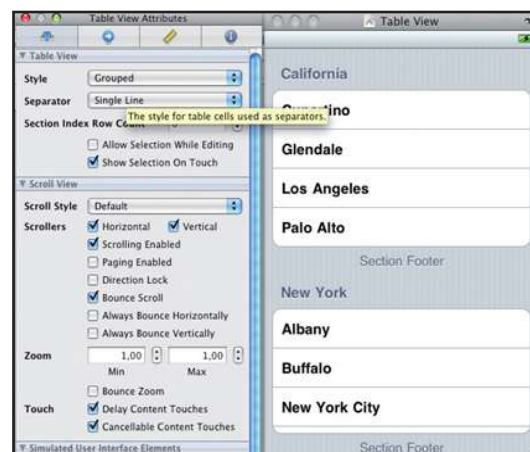 Table View Attributes
Table View
Style Grouped
Separator Single Line
The style for table cells used as separators.
Section Index Row Count
Allow Selection While Editing
Show Selection On Touch
Scroll View
Scroll Style Default
Scrollers Horizontal Vertical
Scrolling Enabled
Paging Enabled
Direction Lock
Bounce Scroll
Always Bounce Horizontally
Always Bounce Vertically
Zoom 1,00 1,00
Min Max
Bounce Zoom
Touch Delay Content Touches
Cancellable Content Touches
Simulated User Interface Elements
Table View
California
Cupertino
Glendale
Los Angeles
Palo Alto
Section Footer
New York
Albany
Buffalo
New York City
Section Footer